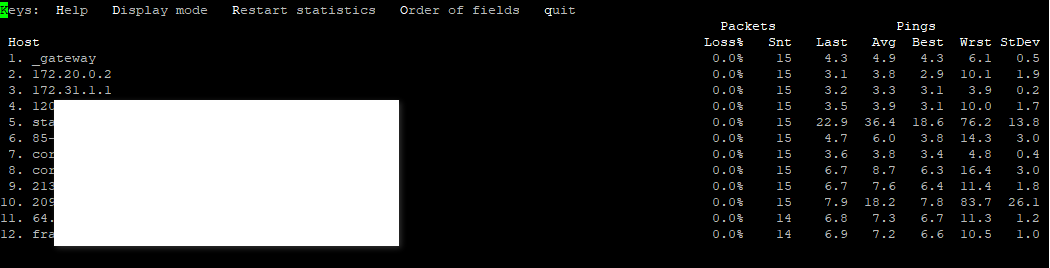 Keys: Help Display mode Restart statistics Order of fields quit
Packets Pings
Host Loss% Snt Last Avg Best Wrst StDev
1. _gateway 0.0% 15 4.3 4.9 4.3 6.1 0.5
2. 172.20.0.2 0.0% 15 3.1 3.8 2.9 10.1 1.9
3. 172.31.1.1 0.0% 15 3.2 3.3 3.1 3.9 0.2
4. 120 0.0% 15 3.5 3.9 3.1 10.0 1.7
5. sta 0.0% 15 22.9 36.4 18.6 76.2 13.8
6. 85- 0.0% 15 4.7 6.0 3.8 14.3 3.0
7. cor 0.0% 15 3.6 3.8 3.4 4.8 0.4
8. cor 0.0% 15 6.7 8.7 6.3 16.4 3.0
9. 213 0.0% 15 6.7 7.6 6.4 11.4 1.8
10. 209 0.0% 15 7.9 18.2 7.8 83.7 26.1
11. 64. 0.0% 14 6.8 7.3 6.7 11.3 1.2
12. fra 0.0% 14 6.9 7.2 6.6 10.5 1.0